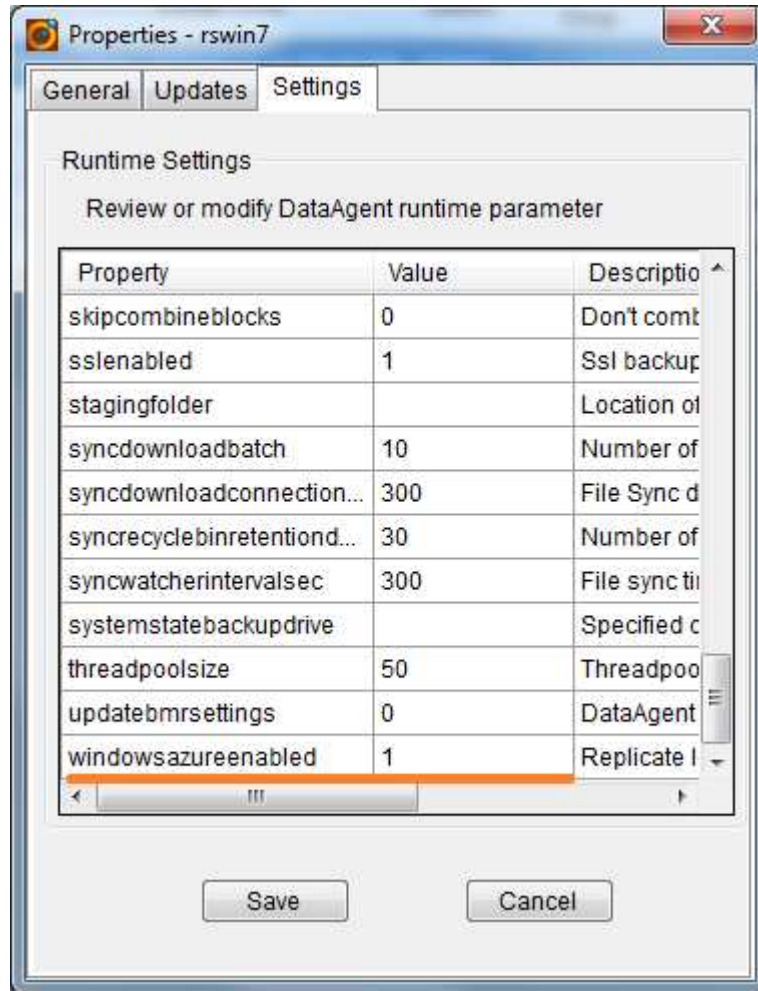 Properties - rswin7
General Updates Settings
Runtime Settings
Review or modify DataAgent runtime parameter
Property Value Descriptio
skipcombineblocks 0 Don't comb
sslenabled 1 Ssl backup
stagingfolder Location of
syncdownloadbatch 10 Number of
syncdownloadconnection... 300 File Sync d
syncrecyclebinretentiond... 30 Number of
syncwatcherintervalsec 300 File sync ti
systemstatebackupdrive Specified c
threadpoolsize 50 Threadpoo
updatebmrsettings 0 DataAgent
windowsazureenabled 1 Replicate I
Save Cancel